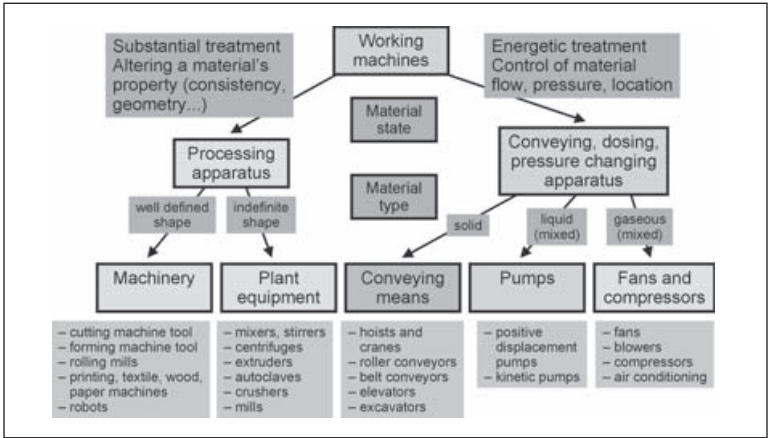 Substantial treatment
Altering a material's
property (consistency,
geometry...)
Working
machines
Energetic treatment
Control of material
flow, pressure, location
Material
state
Processing
apparatus
Conveying, dosing,
pressure changing
apparatus
Material
type
well defined
shape
indefinite
shape
solid
liquid
(mixed)
gaseous
(mixed)
Machinery
Plant
equipment
Conveying
means
Pumps
Fans and
compressors
– cutting machine tool
– forming machine tool
– rolling mills
– printing, textile, wood,
paper machines
– robots
– mixers, stirrers
– centrifuges
– extruders
– autoclaves
– crushers
– mills
– hoists and
cranes
– roller conveyors
– belt conveyors
– elevators
– excavators
– positive
displacement
pumps
– kinetic pumps
– fans
– blowers
– compressors
– air conditioning